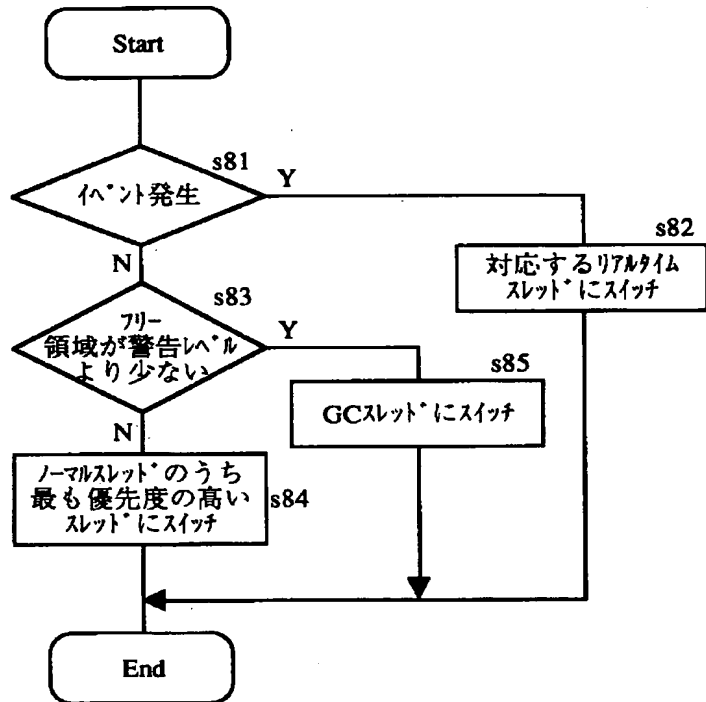 Start
s81
ｲﾍﾞﾝﾄ発生
Y
N
s82
対応するﾘｱﾙﾀｲﾑ
ｽﾚｯﾄﾞにｽｲｯﾁ
s83
ﾌﾘｰ
領域が警告ﾚﾍﾞﾙ
より少ない
Y
N
s85
GCｽﾚｯﾄﾞにｽｲｯﾁ
ﾉｰﾏﾙｽﾚｯﾄﾞのうち
最も優先度の高い
ｽﾚｯﾄﾞにｽｲｯﾁ
s84
End